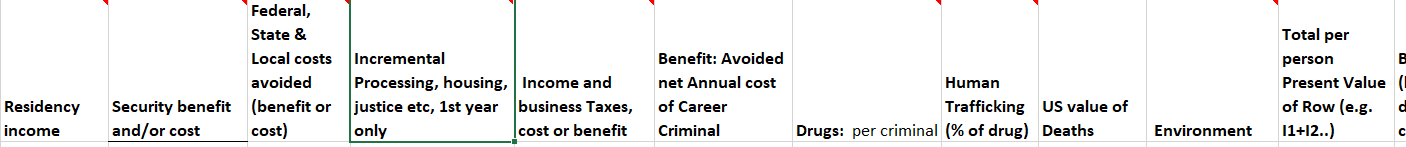 Residency
income
Security benefit
and/or cost
Federal,
State &
Local costs
avoided
(benefit or
cost)
Incremental
Processing, housing,
justice etc, 1st year
only
Income and
business Taxes,
cost or benefit
Benefit: Avoided
net Annual cost
of Career
Criminal
Drugs: per criminal
Human
Trafficking
(% of drug)
US value of
Deaths
Environment
Total per
person
Present Value
of Row (e.g.
I1+I2..)